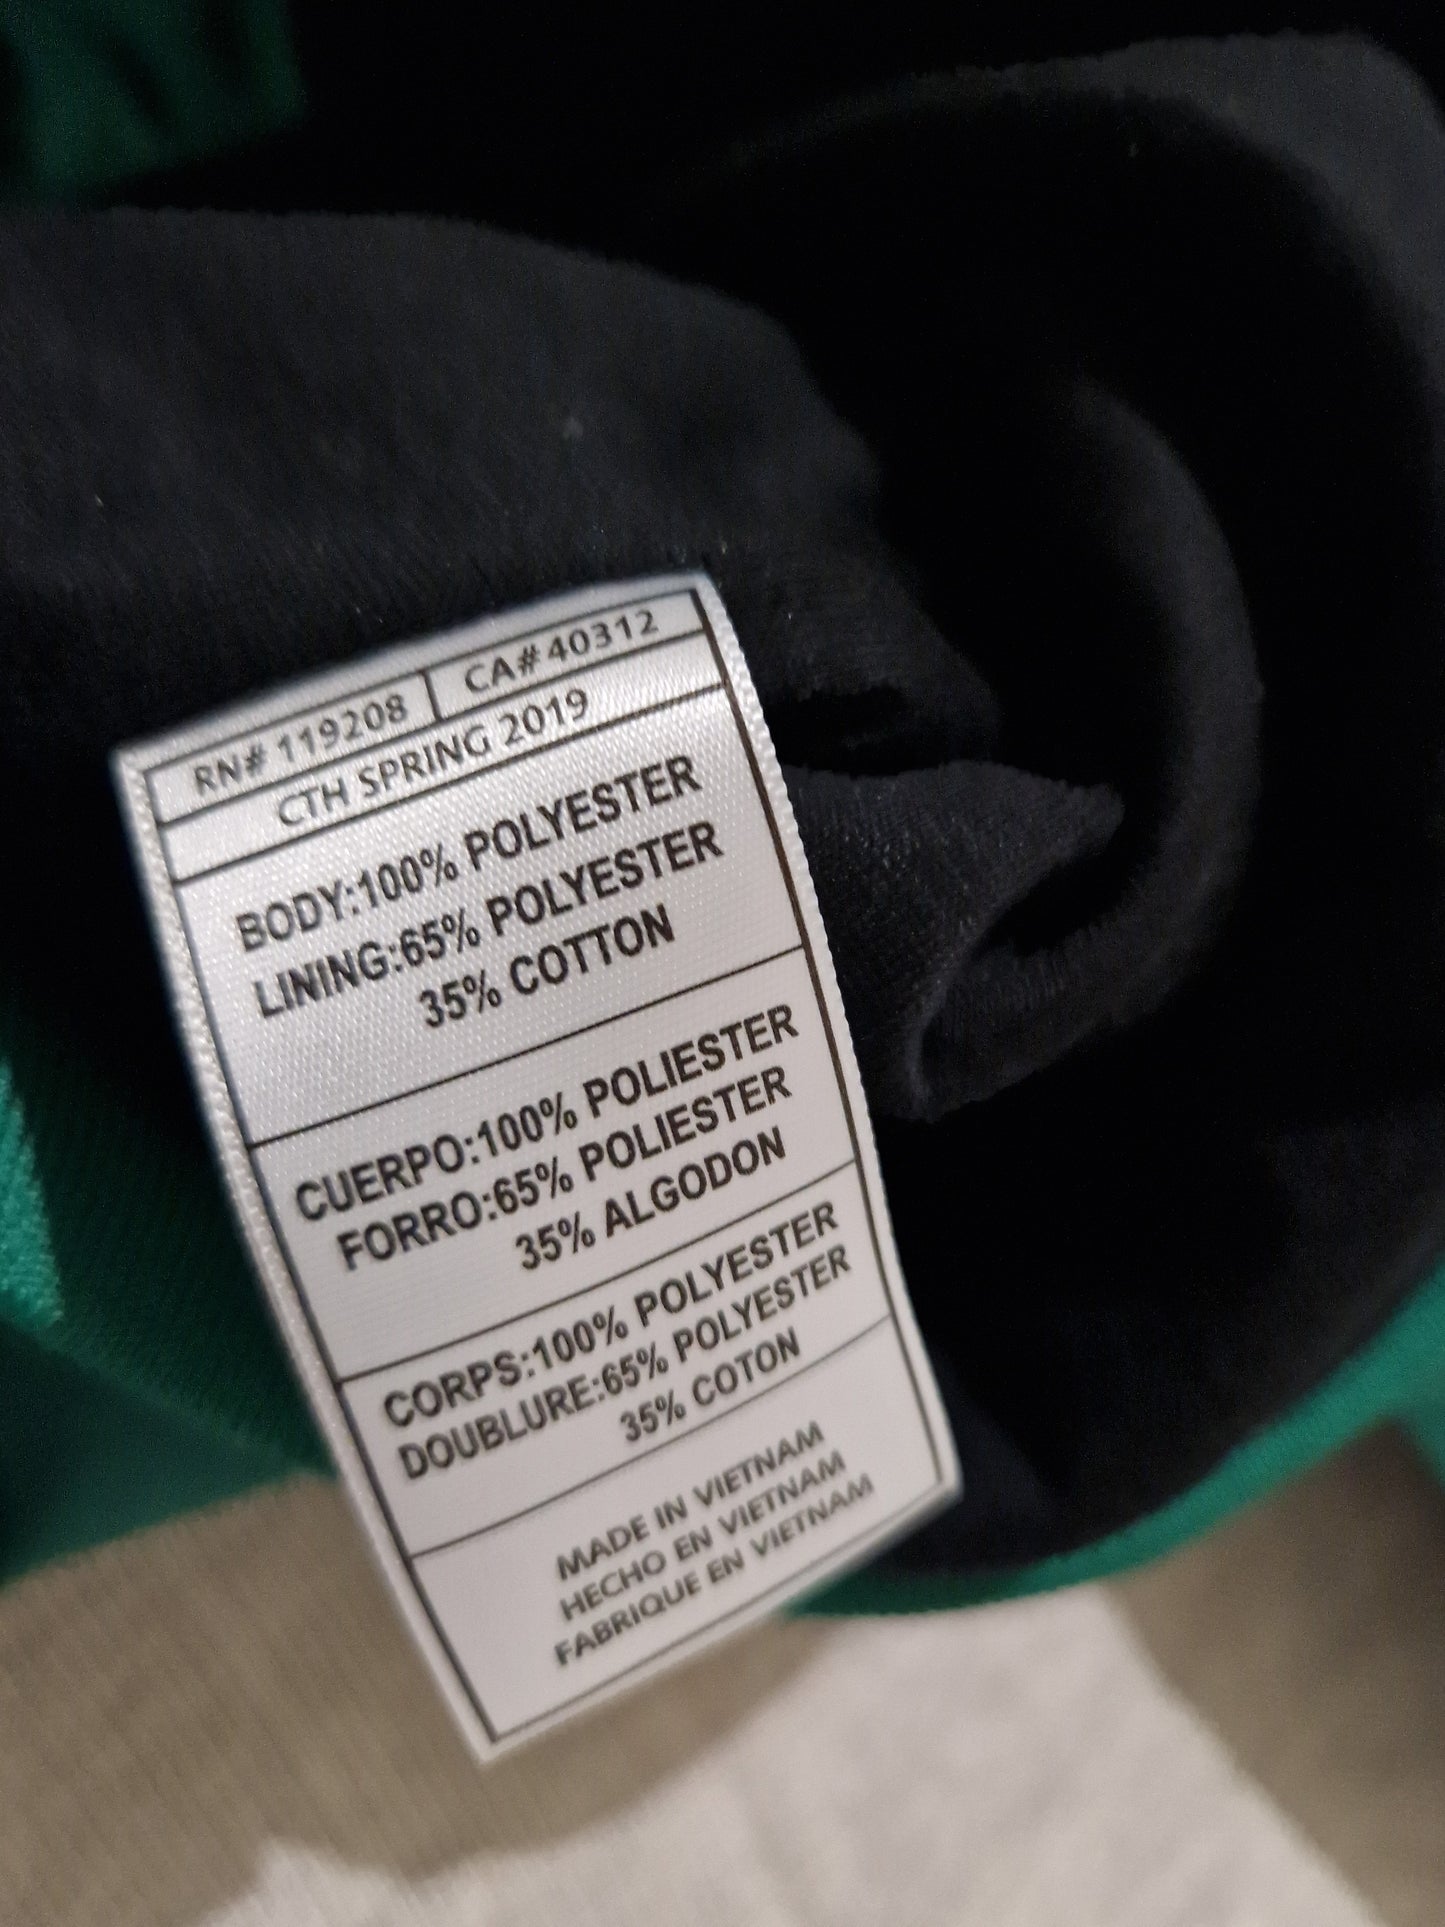 RN# 119208 CA# 40312
CTH SPRING 2019
BODY:100% POLYESTER
LINING:65% POLYESTER
35% COTTON
CUERPO:100% POLIESTER
FORRO:65% POLIESTER
35% ALGODON
CORPS:100% POLYESTER
DOUBLURE:65% POLYESTER
35% COTON
MADE IN VIETNAM
HECHO EN VIETNAM
FABRIQUE EN VIETNAM